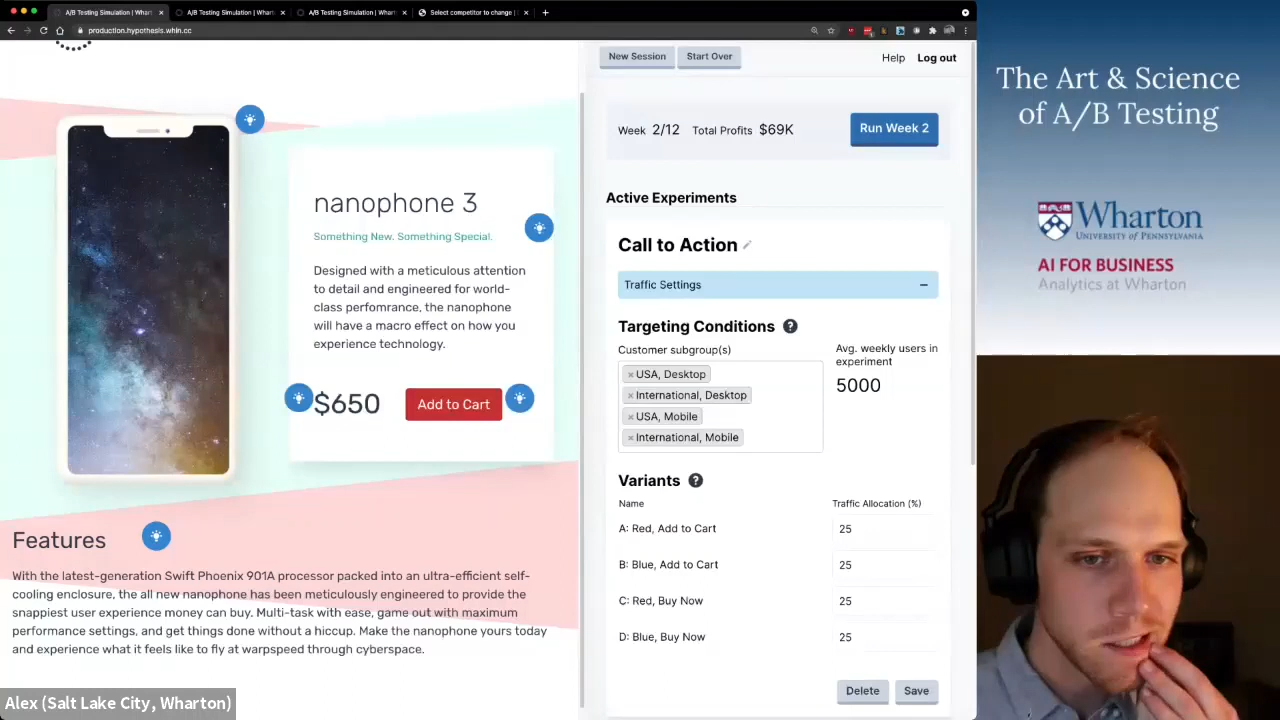 A/B Testing Simulation | Whart
A/B Testing Simulation | Whart
A/B Testing Simulation | Whart
Select competitor to change |
production.hypothesis.whin.cc
New Session
Start Over
Help
Log out
Week 2/12 Total Profits $69K
Run Week 2
Active Experiments
Call to Action
Traffic Settings
Targeting Conditions
Customer subgroup(s)
× USA, Desktop
× International, Desktop
× USA, Mobile
× International, Mobile
Avg. weekly users in
experiment
5000
Variants
Name
Traffic Allocation (%)
A: Red, Add to Cart
25
B: Blue, Add to Cart
25
C: Red, Buy Now
25
D: Blue, Buy Now
25
Delete
Save
nanophone 3
Something New. Something Special.
Designed with a meticulous attention
to detail and engineered for world-
class perfomrance, the nanophone
will have a macro effect on how you
experience technology.
$650
Add to Cart
Features
With the latest-generation Swift Phoenix 901A processor packed into an ultra-efficient self-
cooling enclosure, the all new nanophone has been meticulously engineered to provide the
snappiest user experience money can buy. Multi-task with ease, game out with maximum
performance settings, and get things done without a hiccup. Make the nanophone yours today
and experience what it feels like to fly at warpspeed through cyberspace.
Alex (Salt Lake City, Wharton)
The Art & Science
of A/B Testing
Wharton
UNIVERSITY of PENNSYLVANIA
AI FOR BUSINESS
Analytics at Wharton